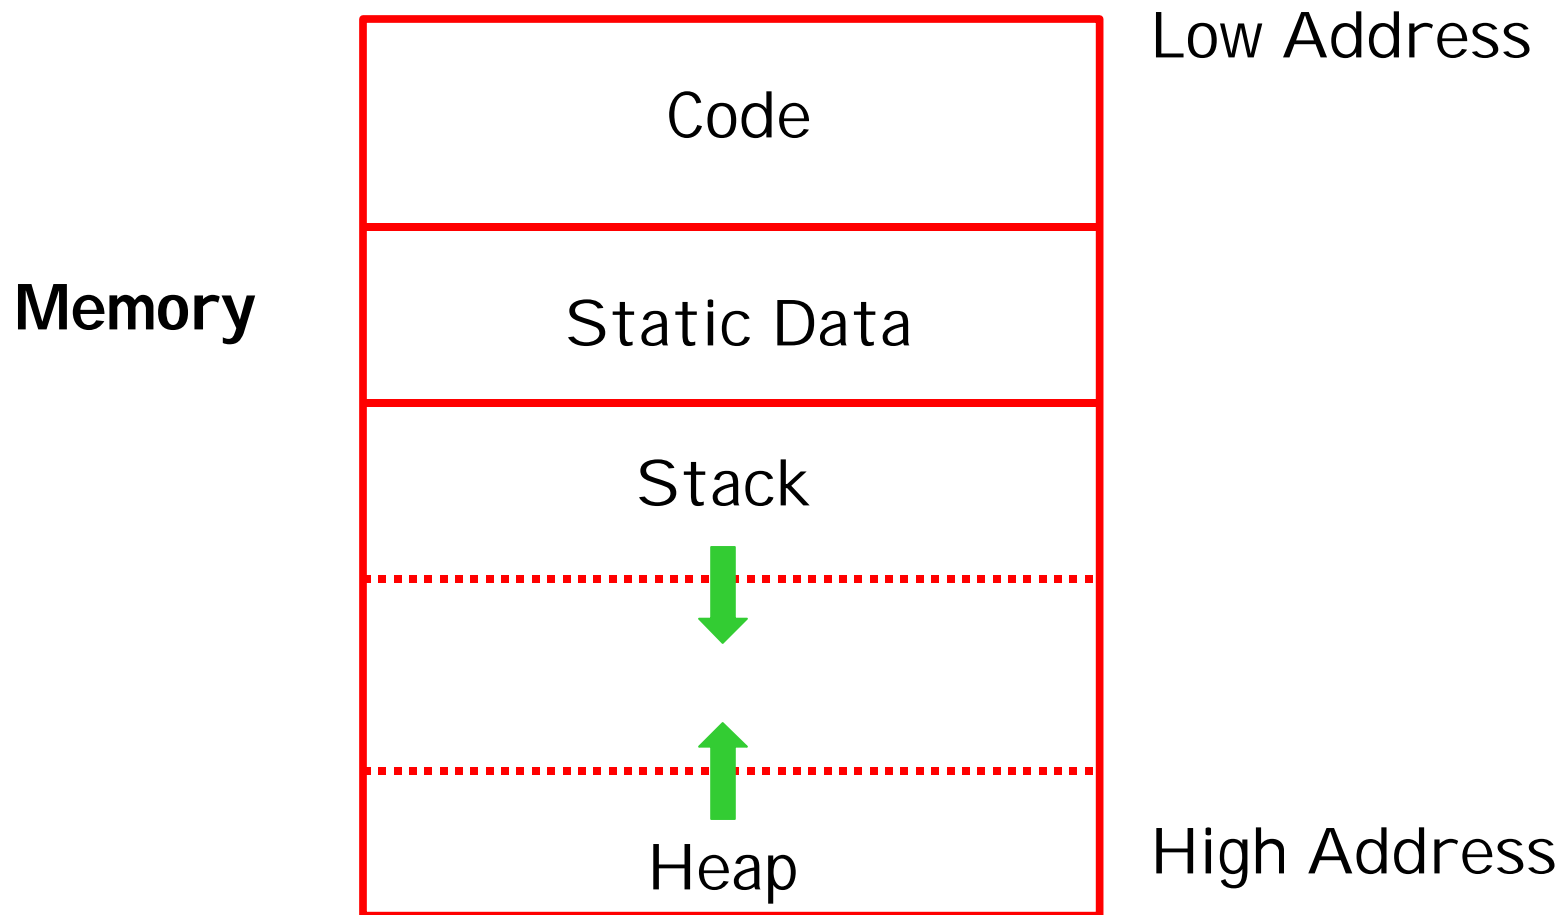 Low Address
Code
Memory
Static Data
Stack
Heap
High Address